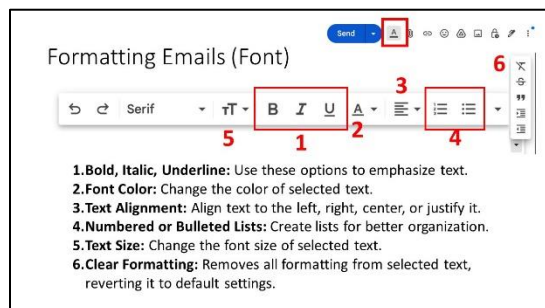 Send
Formatting Emails (Font)
6
3
Serif
TT
B I U A
5
1
2
4
1.Bold, Italic, Underline: Use these options to emphasize text.
2.Font Color: Change the color of selected text.
3.Text Alignment: Align text to the left, right, center, or justify it.
4.Numbered or Bulleted Lists: Create lists for better organization.
5.Text Size: Change the font size of selected text.
6.Clear Formatting: Removes all formatting from selected text,
reverting it to default settings.